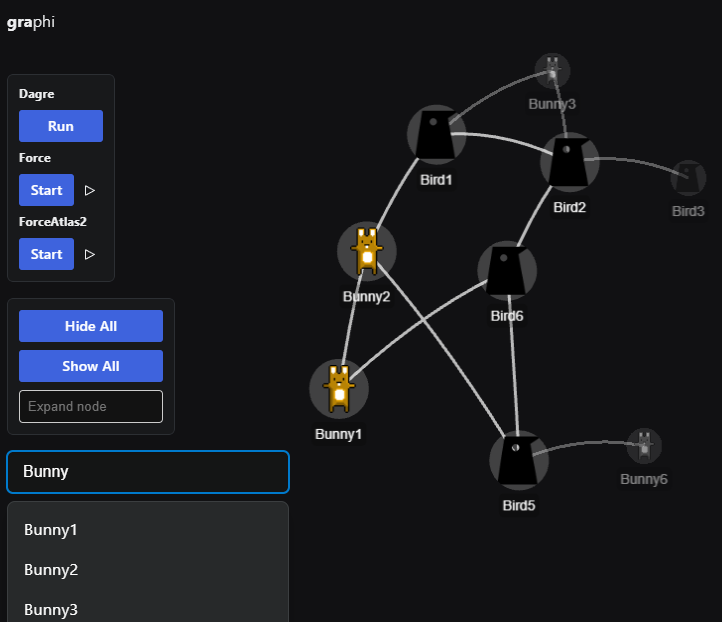 graphi
Dagre
Run
Force
Start
ForceAtlas2
Start
Hide All
Show All
Expand node
Bunny
Bunny1
Bunny2
Bunny3
Bunny3
Bird1
Bird2
Bird3
Bunny2
Bird6
Bunny1
Bunny6
Bird5